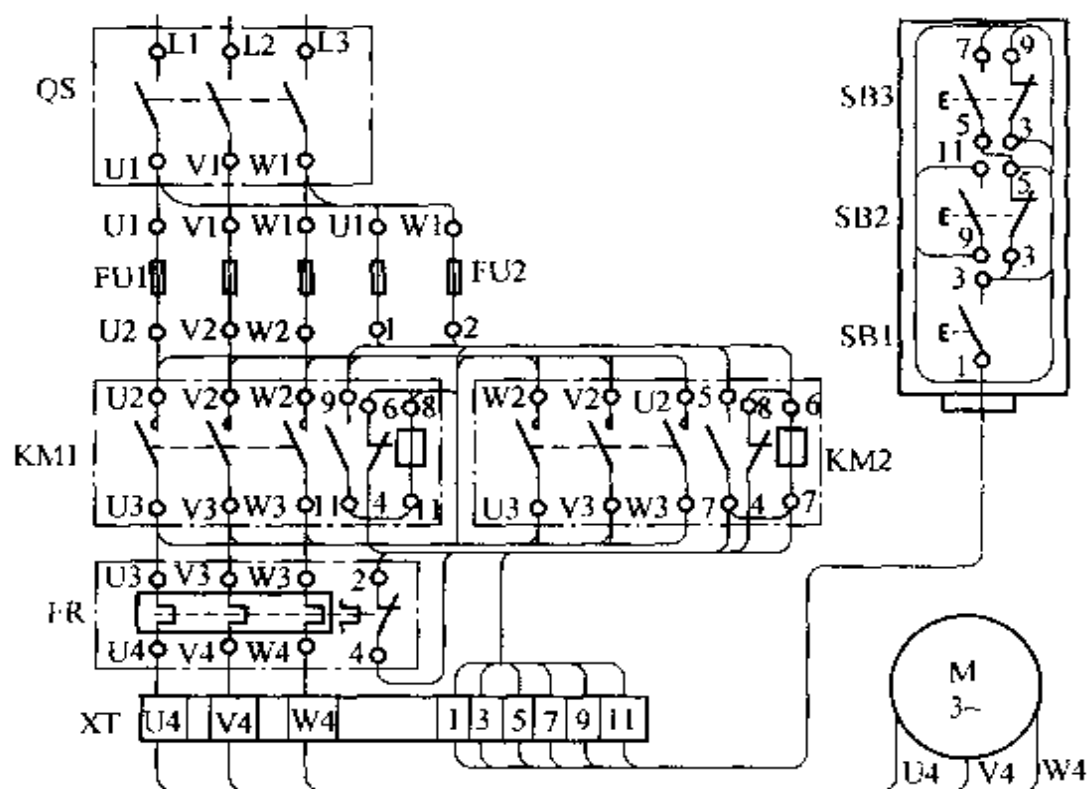 L1 L2 L3
QS
U1 V1 W1
U1 V1 W1 U1 W1
FU1 FU2
U2 V2 W2 1 2
U2 V2 W2 9 6 8
KM1
U3 V3 W3 11 4 11
W2 V2 U2 5 8 6
KM2
U3 V3 W3 7 4 7
U3 V3 W3 2
FR
U4 V4 W4 4
XT U4 V4 W4 1 3 5 7 9 11
7 9
SB3
5 3
11 5
SB2
9 3
3
SB1
1
M
3~
U4 V4 W4